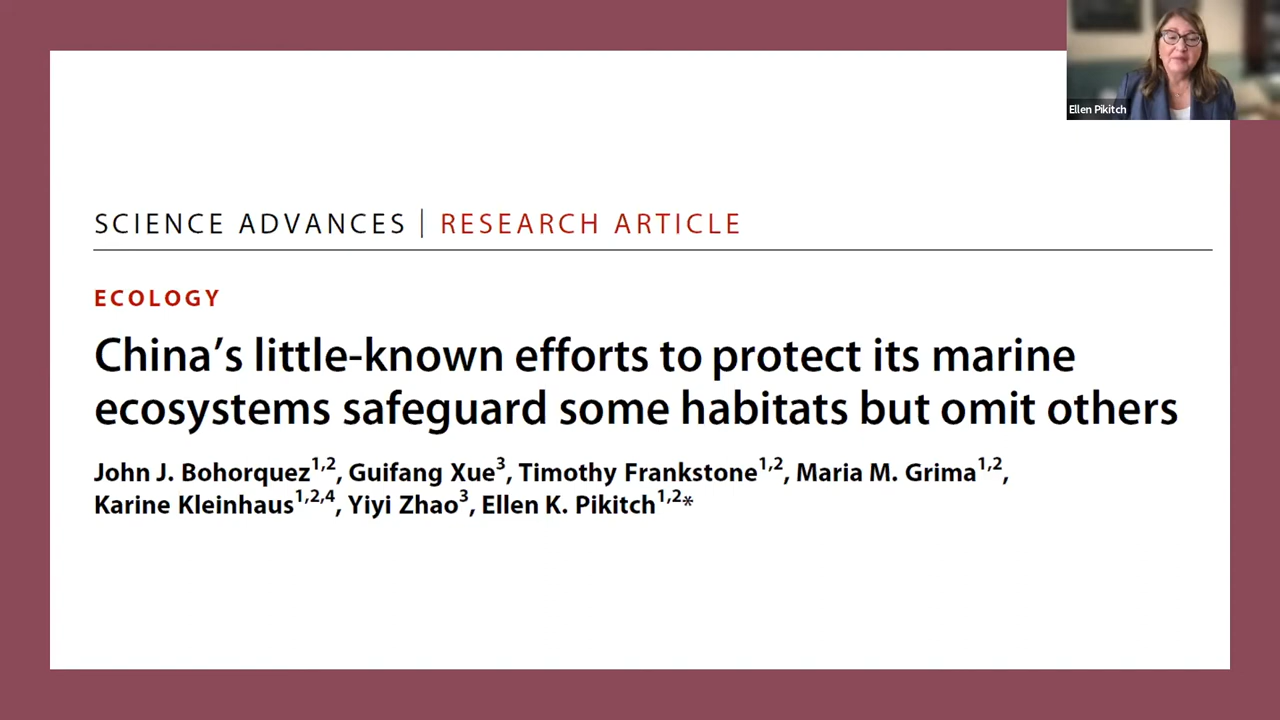 Ellen Pikitch
SCIENCE ADVANCES | RESEARCH ARTICLE
ECOLOGY
China’s little-known efforts to protect its marine
ecosystems safeguard some habitats but omit others
John J. Bohorquez1,2, Guifang Xue3, Timothy Frankstone1,2, Maria M. Grima1,2,
Karine Kleinhaus1,2,4, Yiyi Zhao3, Ellen K. Pikitch1,2*